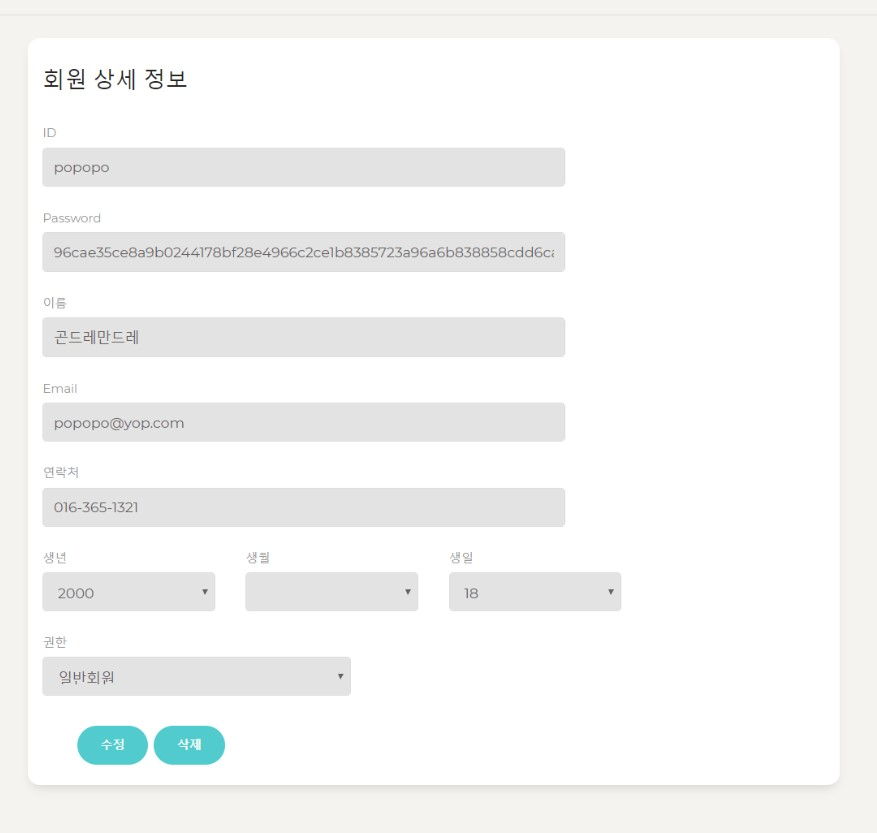 회원 상세 정보
ID
popopo
Password
96cae35ce8a9b0244178bf28e4966c2ce1b8385723a96a6b838858cdd6ca
이름
곤드레만드레
Email
popopo@yop.com
연락처
016-365-1321
생년 생월 생일
2000 18
권한
일반회원
수정 삭제